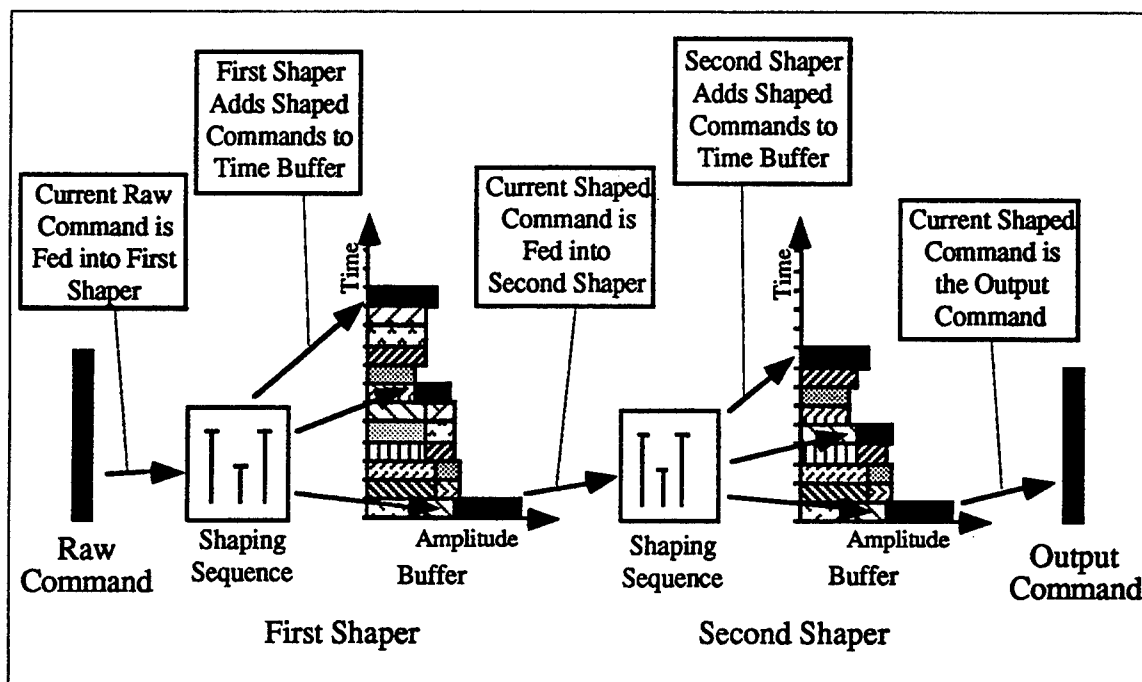 First Shaper
Adds Shaped
Commands to
Time Buffer
Second Shaper
Adds Shaped
Commands to
Time Buffer
Current Raw
Command is
Fed into First
Shaper
Current Shaped
Command is
Fed into
Second Shaper
Current Shaped
Command is
the Output
Command
Time
Time
Raw
Command
Shaping
Sequence
Amplitude
Buffer
Shaping
Sequence
Amplitude
Buffer
Output
Command
First Shaper
Second Shaper